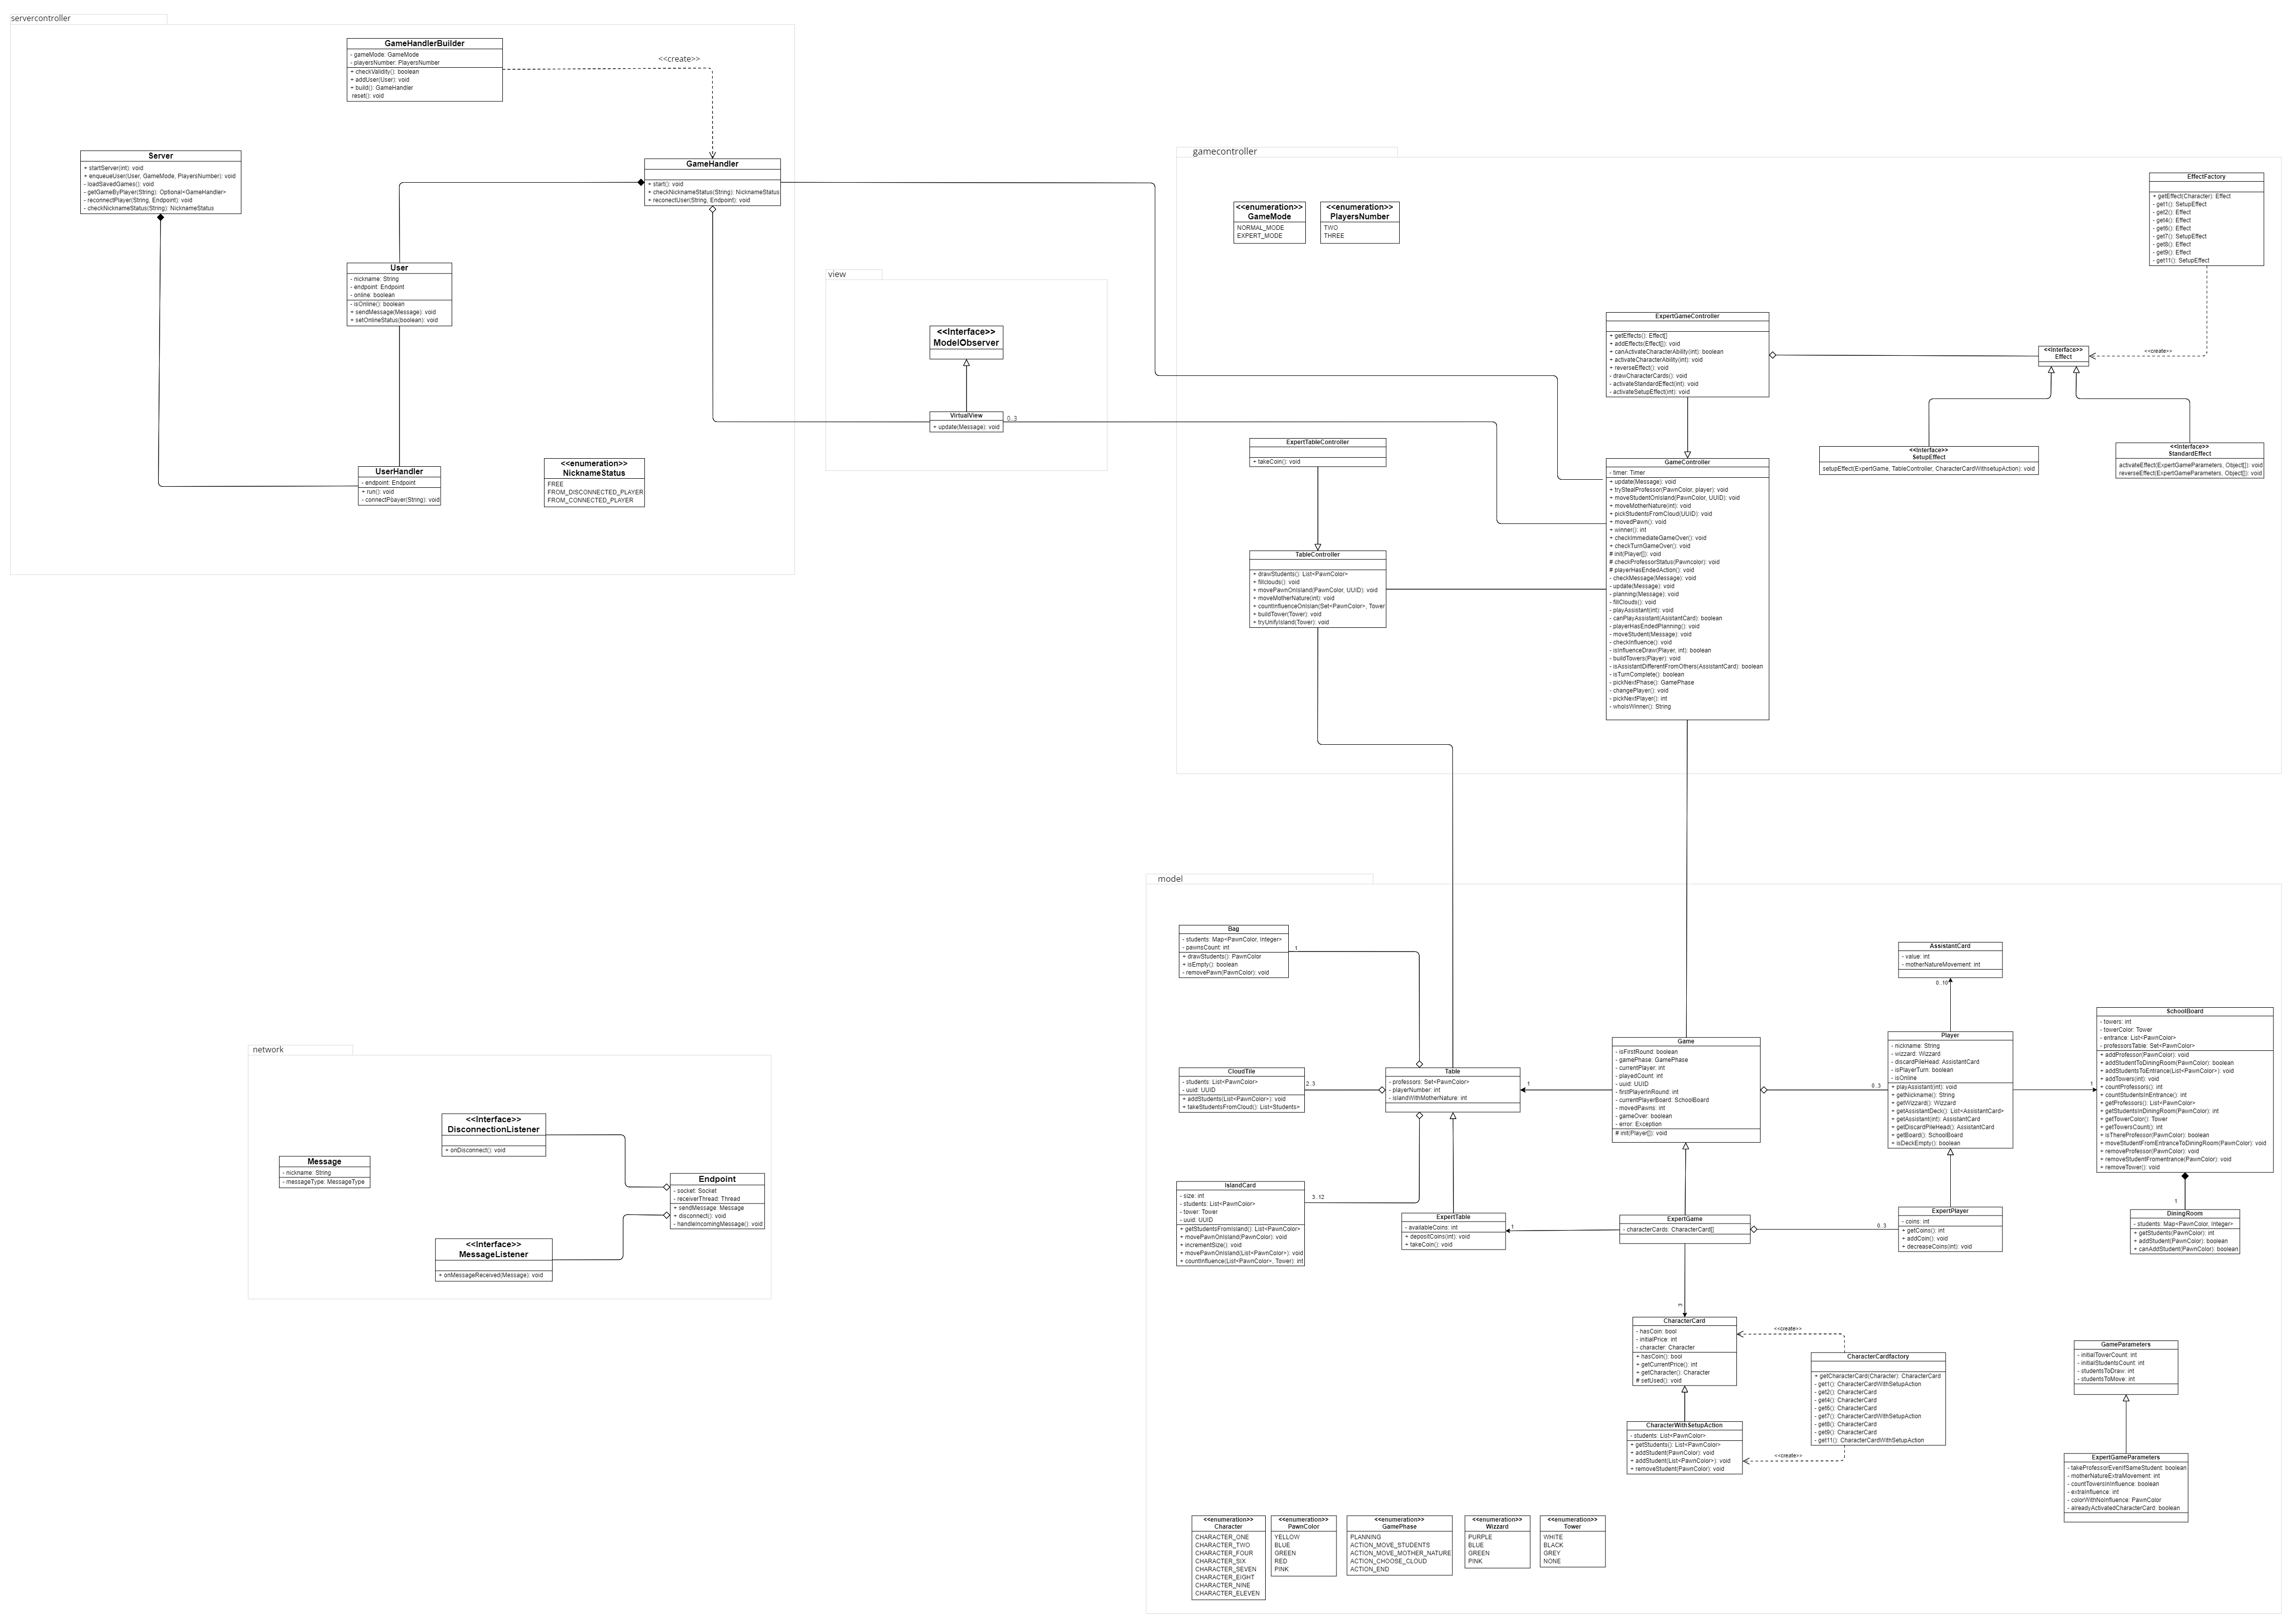 servercontroller
GameHandlerBuilder
- gameMode: GameMode
- playersNumber: PlayersNumber
+ checkValidity(): boolean
+ addUser(User): void
+ build(): GameHandler
reset(): void
<<create>>
Server
+ startServer(int): void
+ enqueueUser(User, GameMode, PlayersNumber): void
- loadSavedGames(): void
- getGameByPlayer(String): Optional<GameHandler>
- reconnectPlayer(String, Endpoint): void
- checkNicknameStatus(String): NicknameStatus
GameHandler
+ start(): void
+ checkNicknameStatus(String): NicknameStatus
+ reconectUser(String, Endpoint): void
User
- nickname: String
- endpoint: Endpoint
- online: boolean
- isOnline(): boolean
+ sendMessage(Message): void
+ setOnlineStatus(boolean): void
UserHandler
- endpoint: Endpoint
+ run(): void
- connectPbayer(String): void
<<enumeration>>
NicknameStatus
FREE
FROM_DISCONNECTED_PLAYER
FROM_CONNECTED_PLAYER
view
<<Interface>>
ModelObserver
VirtualView
+ update(Message): void
0..3
gamecontroller
<<enumeration>>
GameMode
NORMAL_MODE
EXPERT_MODE
<<enumeration>>
PlayersNumber
TWO
THREE
EffectFactory
+ getEffect(Character): Effect
- get1(): SetupEffect
- get2(): Effect
- get4(): Effect
- get6(): Effect
- get7(): SetupEffect
- get8(): Effect
- get9(): Effect
- get11(): SetupEffect
ExpertGameController
+ getEffects(): Effect[]
+ addEffects(Effect[]): void
+ canActivateCharacterAbility(int): boolean
+ activateCharacterAbility(int): void
+ reverseEffect(): void
- drawCharacterCards(): void
- activateStandardEffect(int): void
- activateSetupEffect(int): void
<<Interface>>
Effect
<<create>>
<<Interface>>
SetupEffect
setupEffect(ExpertGame, TableController, CharacterCardWithsetupAction): void
<<Interface>>
StandardEffect
activateEffect(ExpertGameParameters, Object[]): void
reverseEffect(ExpertGameParameters, Object[]): void
ExpertTableController
+ takeCoin(): void
TableController
+ drawStudents(): List<PawnColor>
+ fillclouds(): void
+ movePawnOnIsland(PawnColor, UUID): void
+ moveMotherNature(int): void
+ countInfluenceOnIslan(Set<PawnColor>, Tower
+ buildTower(Tower): void
+ tryUnifyIsland(Tower): void
GameController
- timer: Timer
+ update(Message): void
+ tryStealProfessor(PawnColor, player): void
+ moveStudentOnIsland(PawnColor, UUID): void
+ moveMotherNature(int): void
+ pickStudentsFromCloud(UUID): void
+ movedPawn(): void
+ winner(): int
+ checkImmediateGameOver(): void
+ checkTurnGameOver(): void
# init(Player[]): void
# checkProfessorStatus(Pawncolor): void
# playerHasEndedAction(): void
- checkMessage(Message): void
- update(Message): void
- planning(Message): void
- fillClouds(): void
- playAssistant(int): void
- canPlayAssistant(AsistantCard): boolean
- playerHasEndedPlanning(): void
- moveStudent(Message): void
- checkInfluence(): void
- isInfluenceDraw(Player, int): boolean
- buildTowers(Player): void
- isAssistantDifferentFromOthers(AssistantCard): boolean
- isTurnComplete(): boolean
- pickNextPhase(): GamePhase
- changePlayer(): void
- pickNextPlayer(): int
- whoIsWinner(): String
model
Bag
- students: Map<PawnColor, Integer>
- pawnsCount: int
+ drawStudents(): PawnColor
+ isEmpty(): boolean
- removePawn(PawnColor): void
1
CloudTile
- students: List<PawnColor>
- uuid: UUID
+ addStudents(List<PawnColor>): void
+ takeStudentsFromCloud(): List<Students>
2..3
IslandCard
- size: int
- students: List<PawnColor>
- tower: Tower
- uuid: UUID
+ getStudentsFromIsland(): List<PawnColor>
+ movePawnOnIsland(PawnColor): void
+ incrementSize(): void
+ movePawnOnIsland(List<PawnColor>): void
+ countInfluence(List<PawnColor>, Tower): int
3..12
Table
- professors: Set<PawnColor>
- playerNumber: int
- islandWithMotherNature: int
1
ExpertTable
- availableCoins: int
+ depositCoins(int): void
+ takeCoin(): void
1
Game
- isFirstRound: boolean
- gamePhase: GamePhase
- currentPlayer: int
- playedCount: int
- uuid: UUID
- firstPlayerInRound: int
- currentPlayerBoard: SchoolBoard
- movedPawns: int
- gameOver: boolean
- error: Exception
# init(Player[]): void
0..3
ExpertGame
- characterCards: CharacterCard[]
0..3
3
AssistantCard
- value: int
- motherNatureMovement: int
0..10
Player
- nickname: String
- wizzard: Wizzard
- discardPileHead: AssistantCard
- isPlayerTurn: boolean
- isOnline
+ playAssistant(int): void
+ getNickname(): String
+ getWizzard(): Wizzard
+ getAssistantDeck(): List<AssistantCard>
+ getAssistant(int): AssistantCard
+ getDiscardPileHead(): AssistantCard
+ getBoard(): SchoolBoard
+ isDeckEmpty(): boolean
1
ExpertPlayer
- coins: int
+ getCoins(): int
+ addCoin(): void
+ decreaseCoins(int): void
SchoolBoard
- towers: int
- towerColor: Tower
- entrance: List<PawnColor>
- professorsTable: Set<PawnColor>
+ addProfessor(PawnColor): void
+ addStudentToDiningRoom(PawnColor): boolean
+ addStudentsToEntrance(List<PawnColor>): void
+ addTowers(int): void
+ countProfessors(): int
+ countStudentsInEntrance(): int
+ getProfessors(): List<PawnColor>
+ getStudentsInDiningRoom(PawnColor): int
+ getTowerColor(): Tower
+ getTowersCount(): int
+ isThereProfessor(PawnColor): boolean
+ moveStudentFromEntranceToDiningRoom(PawnColor): void
+ removeProfessor(PawnColor): void
+ removeStudentFromentrance(PawnColor): void
+ removeTower(): void
1
DiningRoom
- students: Map<PawnColor, Integer>
+ getStudents(PawnColor): int
+ addStudent(PawnColor): boolean
+ canAddStudent(PawnColor): boolean
network
<<Interface>>
DisconnectionListener
+ onDisconnect(): void
Message
- nickname: String
- messageType: MessageType
Endpoint
- socket: Socket
- receiverThread: Thread
+ sendMessage: Message
+ disconnect(): void
- handleIncomingMessage(): void
<<Interface>>
MessageListener
+ onMessageReceived(Message): void
CharacterCard
- hasCoin: bool
- initialPrice: int
- character: Character
+ hasCoin(): bool
+ getCurrentPrice(): int
+ getCharacter(): Character
# setUsed(): void
<<create>>
CharacterCardfactory
+ getCharacterCard(Character): CharacterCard
- get1(): CharacterCardWithSetupAction
- get2(): CharacterCard
- get4(): CharacterCard
- get6(): CharacterCard
- get7(): CharacterCardWithSetupAction
- get8(): CharacterCard
- get9(): CharacterCard
- get11(): CharacterCardWithSetupAction
<<create>>
CharacterWithSetupAction
- students: List<PawnColor>
+ getStudents(): List<PawnColor>
+ addStudent(PawnColor): void
+ addStudent(List<PawnColor>): void
+ removeStudent(PawnColor): void
GameParameters
- initialTowerCount: int
- initialStudentsCount: int
- studentsToDraw: int
- studentsToMove: int
ExpertGameParameters
- takeProfessorEvenIfSameStudent: boolean
- motherNatureExtraMovement: int
- countTowersInInfluence: boolean
- extraInfluence: int
- colorWithNoInfluence: PawnColor
- alreadyActivatedCharacterCard: boolean
<<enumeration>>
Character
CHARACTER_ONE
CHARACTER_TWO
CHARACTER_FOUR
CHARACTER_SIX
CHARACTER_SEVEN
CHARACTER_EIGHT
CHARACTER_NINE
CHARACTER_ELEVEN
<<enumeration>>
PawnColor
YELLOW
BLUE
GREEN
RED
PINK
<<enumeration>>
GamePhase
PLANNING
ACTION_MOVE_STUDENTS
ACTION_MOVE_MOTHER_NATURE
ACTION_CHOOSE_CLOUD
ACTION_END
<<enumeration>>
Wizzard
PURPLE
BLUE
GREEN
PINK
<<enumeration>>
Tower
WHITE
BLACK
GREY
NONE